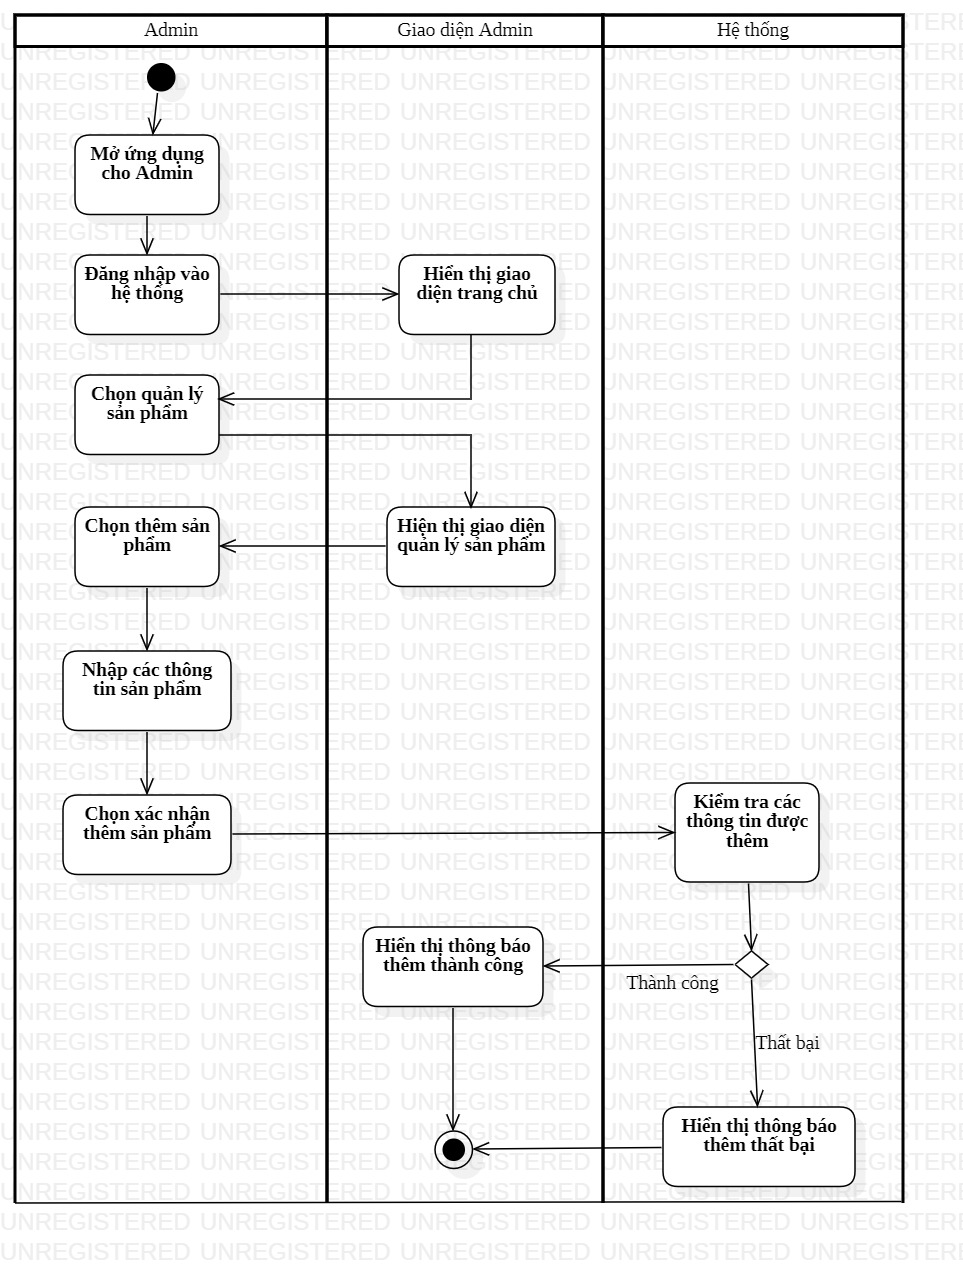 Admin
Giao diện Admin
Hệ thống
Mở ứng dụng
cho Admin
Đăng nhập vào
hệ thống
Hiển thị giao
diện trang chủ
Chọn quản lý
sản phẩm
Chọn thêm sản
phẩm
Hiện thị giao diện
quản lý sản phẩm
Nhập các thông
tin sản phẩm
Chọn xác nhận
thêm sản phẩm
Kiểm tra các
thông tin được
thêm
Hiển thị thông báo
thêm thành công
Thành công
Thất bại
Hiển thị thông báo
thêm thất bại
UNREGISTERED